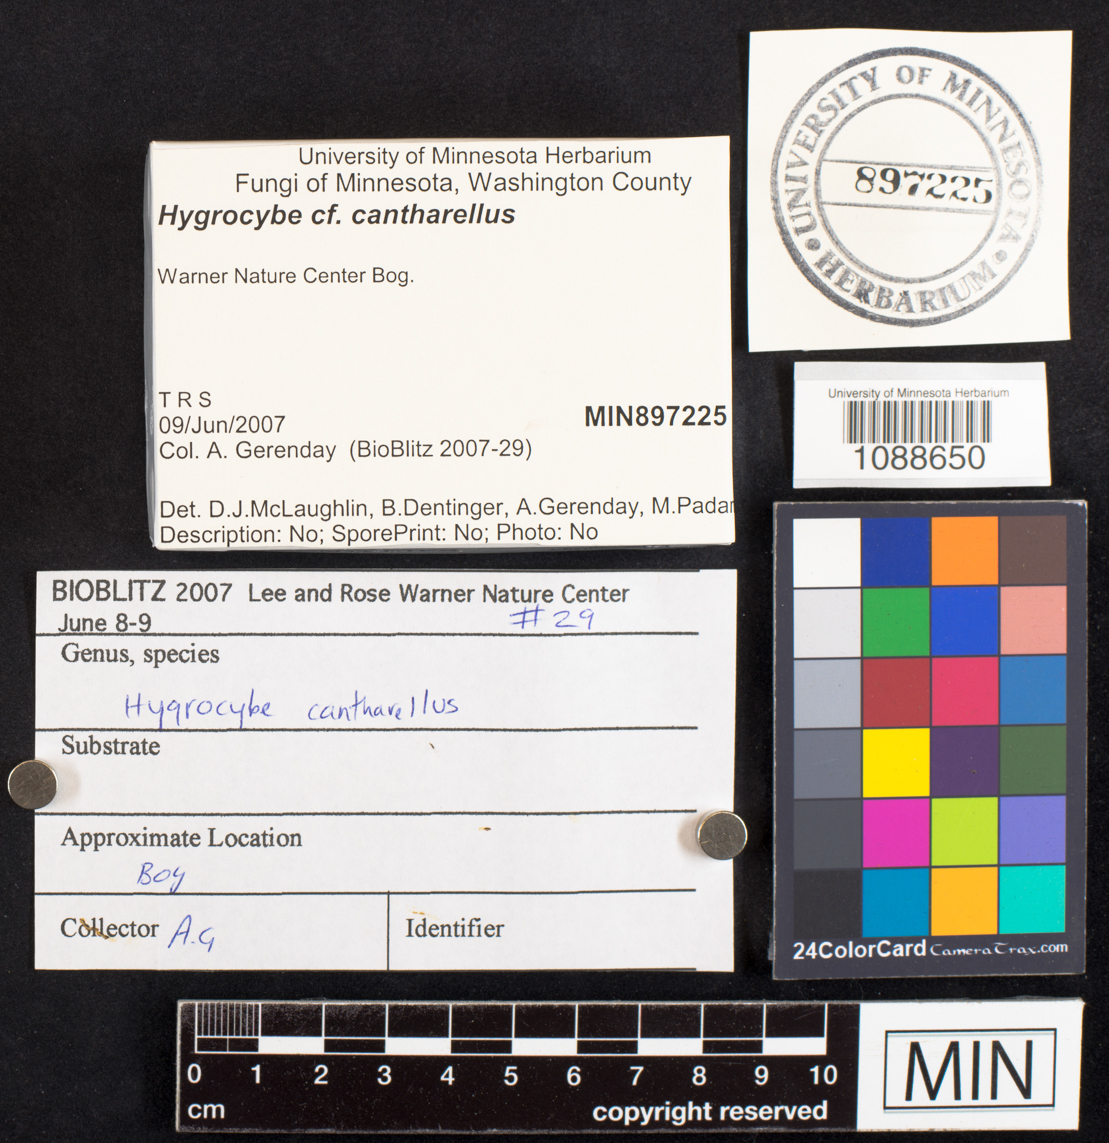 University of Minnesota Herbarium
Fungi of Minnesota, Washington County
Hygrocybe cf. cantharellus
Warner Nature Center Bog.
T R S
09/Jun/2007
MIN897225
Col. A. Gerenday (BioBlitz 2007-29)
Det. D.J.McLaughlin, B.Dentinger, A.Gerenday, M.Padam
Description: No; SporePrint: No; Photo: No
UNIVERSITY OF MINNESOTA
897225
HERBARIUM
University of Minnesota Herbarium
1088650
BIOBLITZ 2007 Lee and Rose Warner Nature Center
June 8-9
#29
Genus, species
Hygrocybe cantharellus
Substrate
Approximate Location
Bog
Collector A.G
Identifier
24ColorCard CameraTrax.com
0 1 2 3 4 5 6 7 8 9 10
cm
copyright reserved
MIN